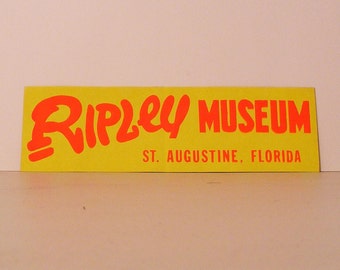 RIPLEY MUSEUM
ST. AUGUSTINE, FLORIDA